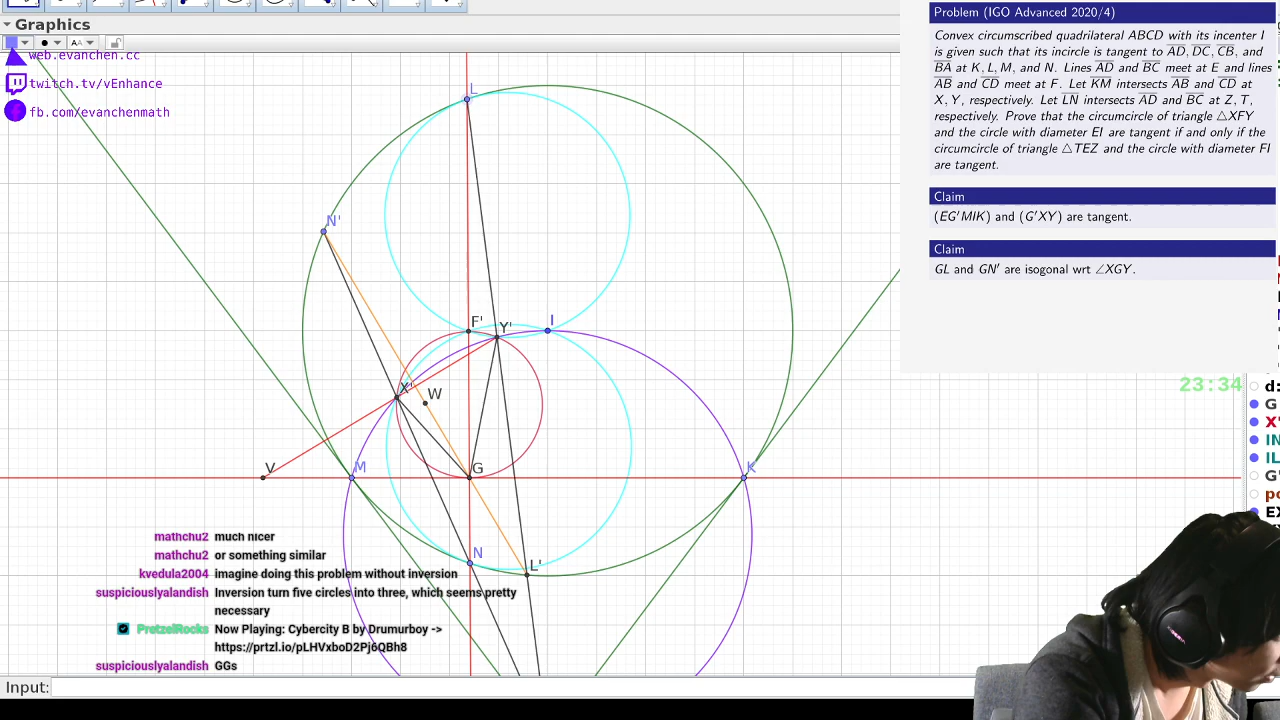 Graphics
web.evanchen.cc
twitch.tv/vEnhance
fb.com/evanchenmath
Problem (IGO Advanced 2020/4)
Convex circumscribed quadrilateral ABCD with its incenter I
is given such that its incircle is tangent to AD, DC, CB, and
BA at K, L, M, and N. Lines AD and BC meet at E and lines
AB and CD meet at F. Let KM intersects AB and CD at
X, Y, respectively. Let LN intersects AD and BC at Z, T,
respectively. Prove that the circumcircle of triangle △XFY
and the circle with diameter EI are tangent if and only if the
circumcircle of triangle △TEZ and the circle with diameter FI
are tangent.
Claim
(EG'MIK) and (G'XY) are tangent.
Claim
GL and GN' are isogonal wrt ∠XGY.
L
N'
F'
Y'
I
X'
W
V
M
G
K
N
L'
23:34
d:
G
X'
IN
IL
G'
po
EX
mathchu2 much nicer
mathchu2 or something similar
kvedula2004 imagine doing this problem without inversion
suspiciouslyalandish Inversion turn five circles into three, which seems pretty
necessary
PretzelRocks Now Playing: Cybercity B by Drumurboy ->
https://prtzl.io/pLHVxboD2Pj6QBh8
suspiciouslyalandish GGs
Input: